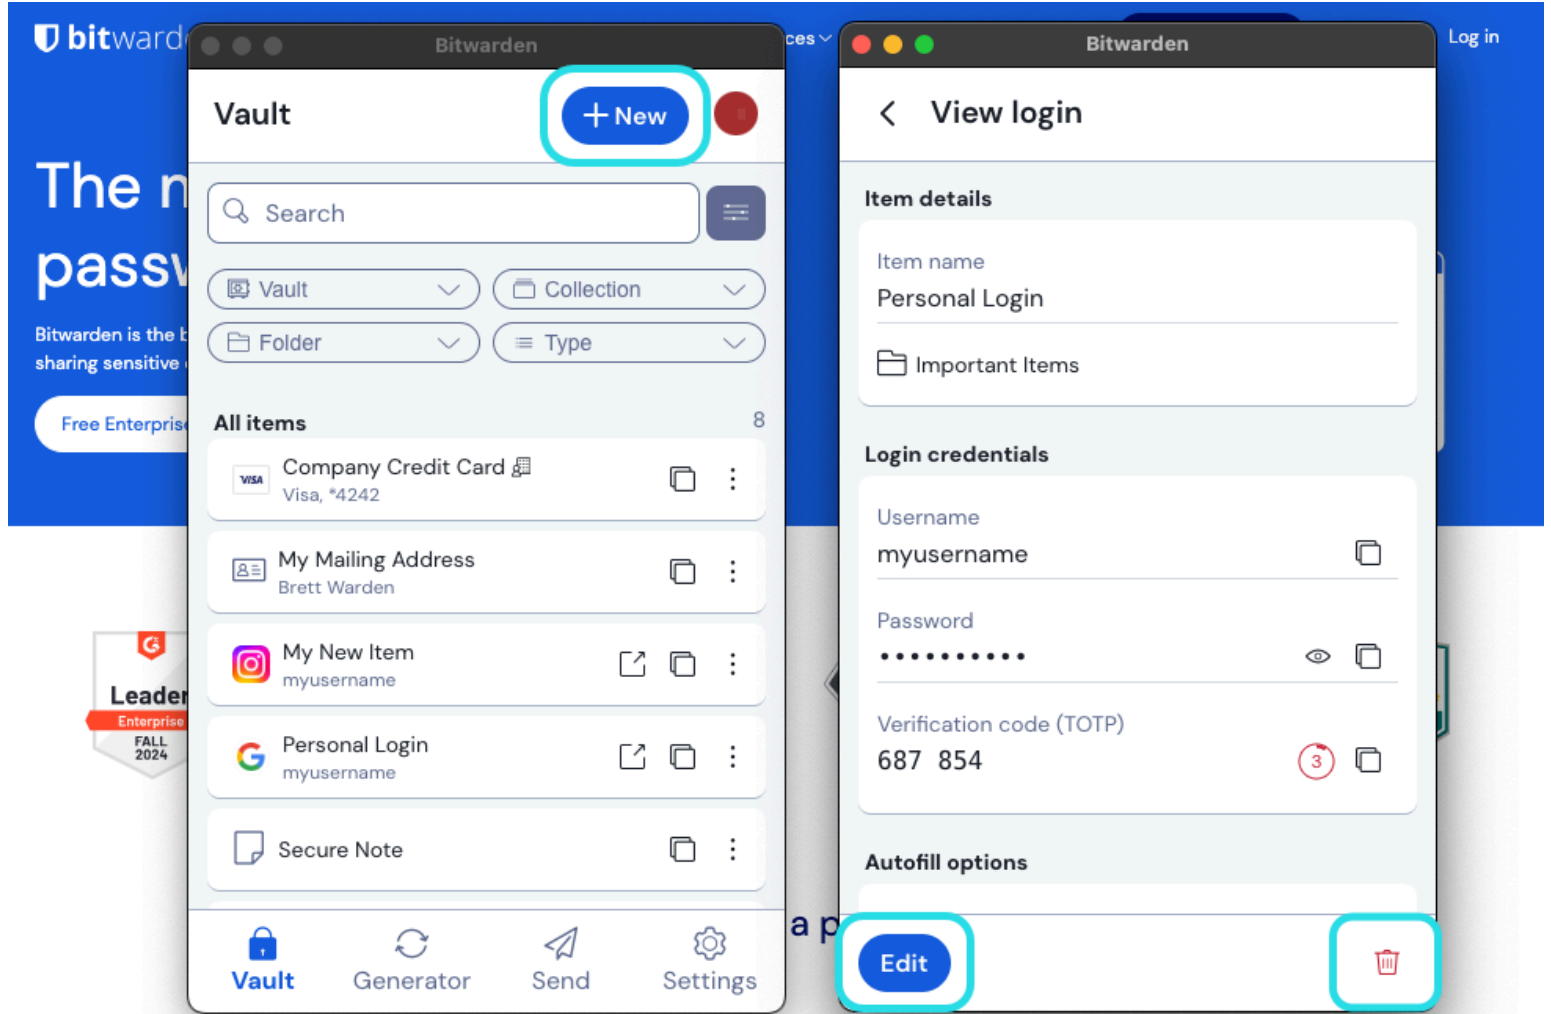 bitward
ces
Log in
The m
passw
Bitwarden is the b
sharing sensitive
Free Enterpris
Leader
Enterprise
FALL
2024
a p
Bitwarden
Vault
+ New
Search
Vault
Collection
Folder
Type
All items
8
VISA
Company Credit Card
Visa, *4242
My Mailing Address
Brett Warden
My New Item
myusername
Personal Login
myusername
Secure Note
Vault
Generator
Send
Settings
Bitwarden
View login
Item details
Item name
Personal Login
Important Items
Login credentials
Username
myusername
Password
••••••••••
Verification code (TOTP)
687 854
3
Autofill options
Edit